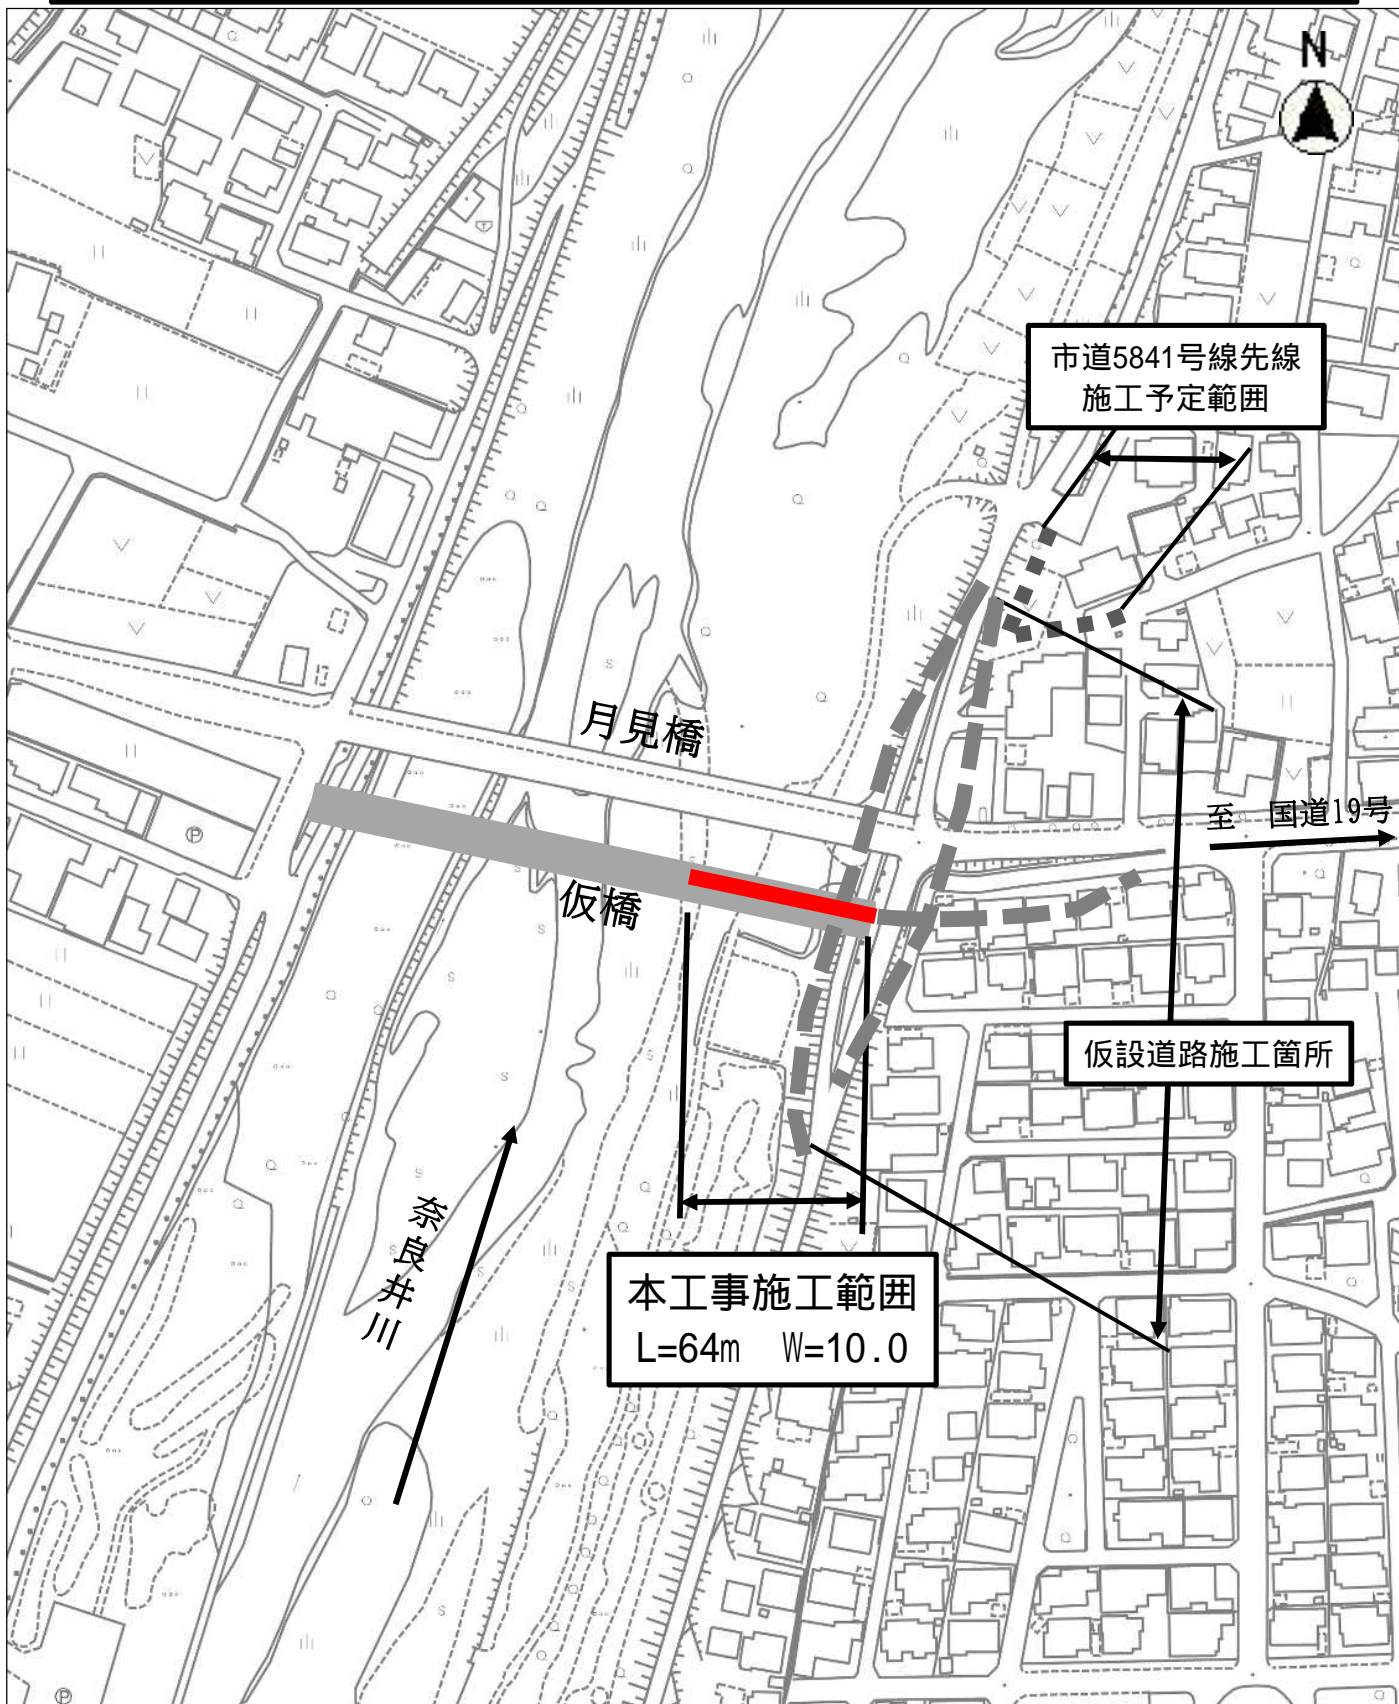 N
市道5841号線先線
施工予定範囲
月見橋
至　国道19号
仮橋
仮設道路施工箇所
奈良井川
本工事施工範囲
L=64m　W=10.0
P
P